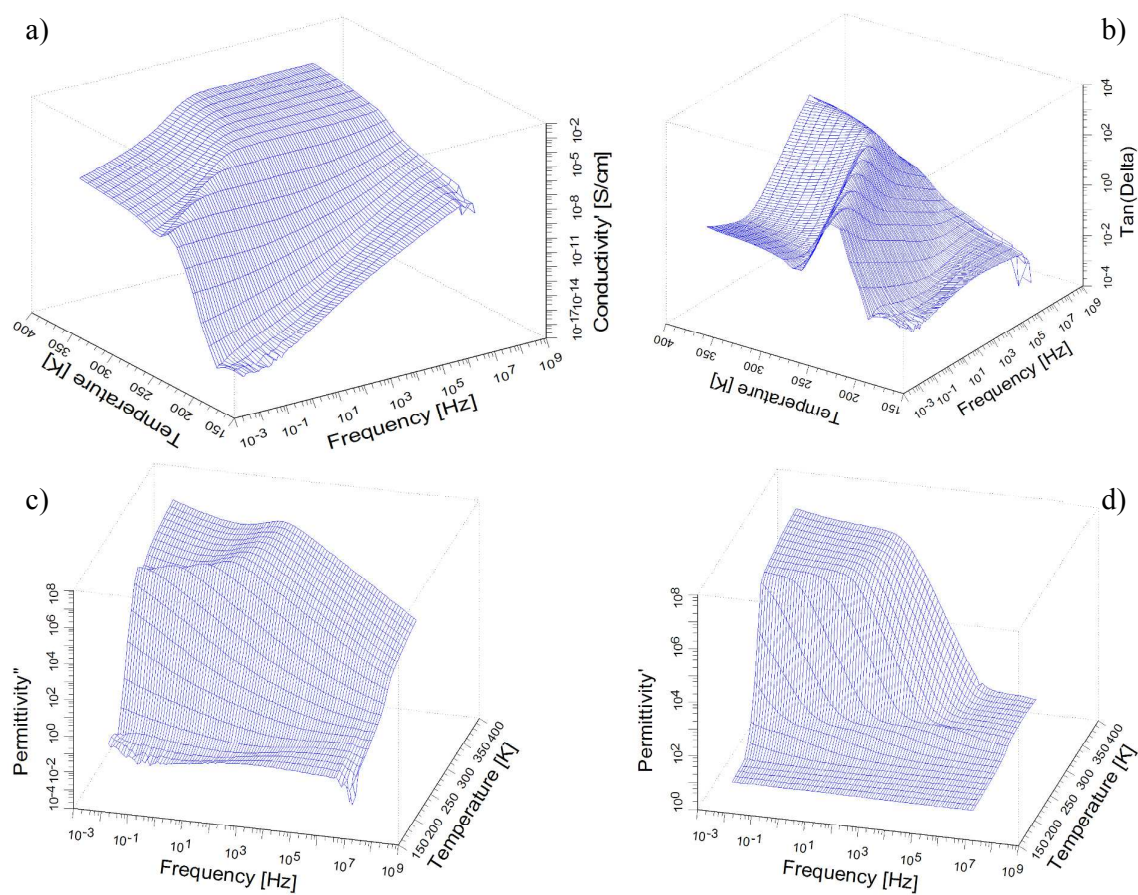 a)
10⁻² 10⁻⁵ 10⁻⁸ 10⁻¹¹ 10⁻¹⁴ 10⁻¹⁷
Conductivity' [S/cm]
400 350 300 250 200 150
Temperature [K]
10⁻³ 10⁻¹ 10¹ 10³ 10⁵ 10⁷ 10⁹
Frequency [Hz]
b)
10⁴ 10² 10⁰ 10⁻² 10⁻⁴
Tan(Delta)
400 350 300 250 200 150
Temperature [K]
10⁻³ 10⁻¹ 10¹ 10³ 10⁵ 10⁷ 10⁹
Frequency [Hz]
c)
10⁸ 10⁶ 10⁴ 10² 10⁰ 10⁻² 10⁻⁴
Permittivity''
10⁻³ 10⁻¹ 10¹ 10³ 10⁵ 10⁷ 10⁹
Frequency [Hz]
150 200 250 300 350 400
Temperature [K]
d)
10⁸ 10⁶ 10⁴ 10² 10⁰
Permittivity'
10⁻³ 10⁻¹ 10¹ 10³ 10⁵ 10⁷ 10⁹
Frequency [Hz]
150 200 250 300 350 400
Temperature [K]